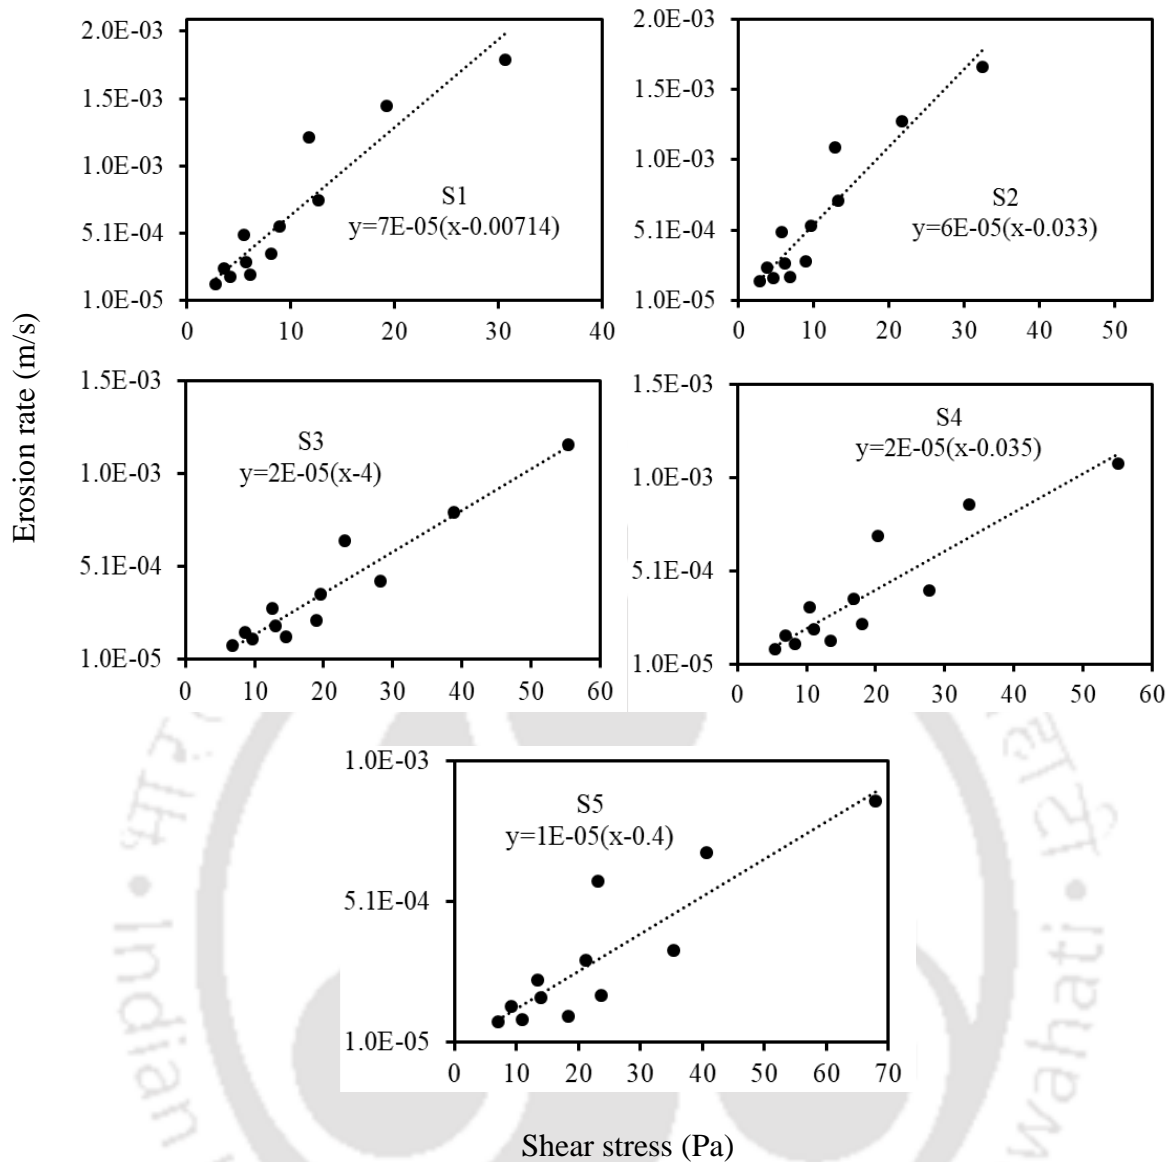 Erosion rate (m/s)
2.0E-03
1.5E-03
1.0E-03
5.1E-04
1.0E-05
0 10 20 30 40
S1
y=7E-05(x-0.00714)
2.0E-03
1.5E-03
1.0E-03
5.1E-04
1.0E-05
0 10 20 30 40 50
S2
y=6E-05(x-0.033)
1.5E-03
1.0E-03
5.1E-04
1.0E-05
0 10 20 30 40 50 60
S3
y=2E-05(x-4)
1.5E-03
1.0E-03
5.1E-04
1.0E-05
0 10 20 30 40 50 60
S4
y=2E-05(x-0.035)
1.0E-03
5.1E-04
1.0E-05
0 10 20 30 40 50 60 70
S5
y=1E-05(x-0.4)
Shear stress (Pa)
Indian
wahati